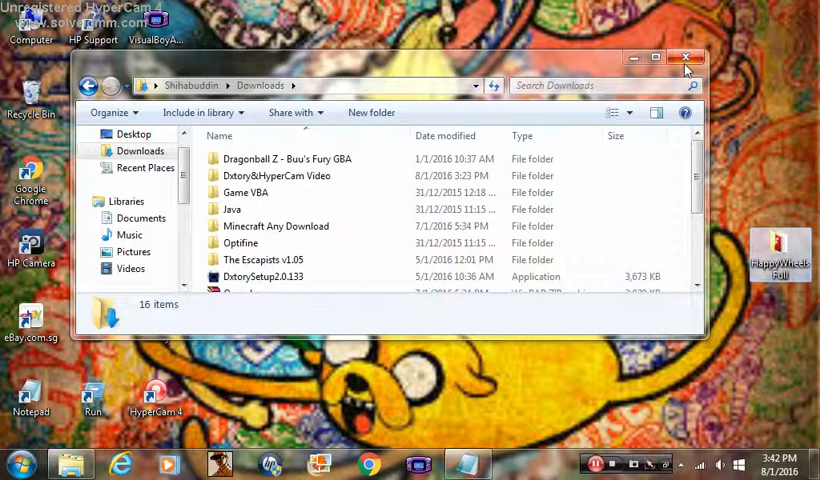 Unregistered HyperCam 4
www.solveigmm.com
Computer
HP Support
VisualBoyA...
Recycle Bin
Google
Chrome
HP Camera
eBay.com.sg
Notepad
Run
HyperCam 4
Shihabuddin
Downloads
Search Downloads
Organize
Include in library
Share with
New folder
Desktop
Downloads
Recent Places
Libraries
Documents
Music
Pictures
Videos
Name Date modified Type Size
Dragonball Z - Buu's Fury GBA 1/1/2016 10:37 AM File folder
Dxtory&HyperCam Video 8/1/2016 3:23 PM File folder
Game VBA 31/12/2015 12:18 ... File folder
Java 31/12/2015 11:15 ... File folder
Minecraft Any Download 7/1/2016 5:34 PM File folder
Optifine 31/12/2015 11:15 ... File folder
The Escapists v1.05 5/1/2016 12:01 PM File folder
DxtorySetup2.0.133 5/1/2016 10:36 AM Application 3,673 KB
16 items
HappyWheels
Full
3:42 PM
8/1/2016